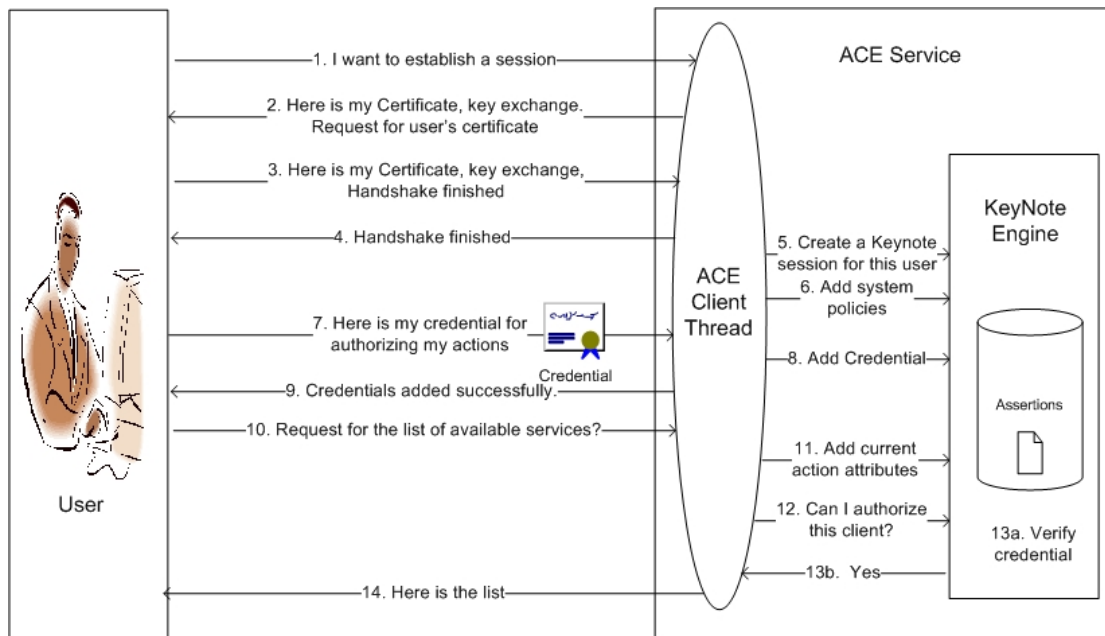 ACE Service
1. I want to establish a session
2. Here is my Certificate, key exchange.
Request for user's certificate
3. Here is my Certificate, key exchange,
Handshake finished
4. Handshake finished
KeyNote
Engine
5. Create a Keynote
session for this user
6. Add system
policies
ACE
Client
Thread
7. Here is my credential for
authorizing my actions
Credential
8. Add Credential
9. Credentials added successfully.
10. Request for the list of available services?
Assertions
11. Add current
action attributes
User
12. Can I authorize
this client?
13a. Verify
credential
13b. Yes
14. Here is the list